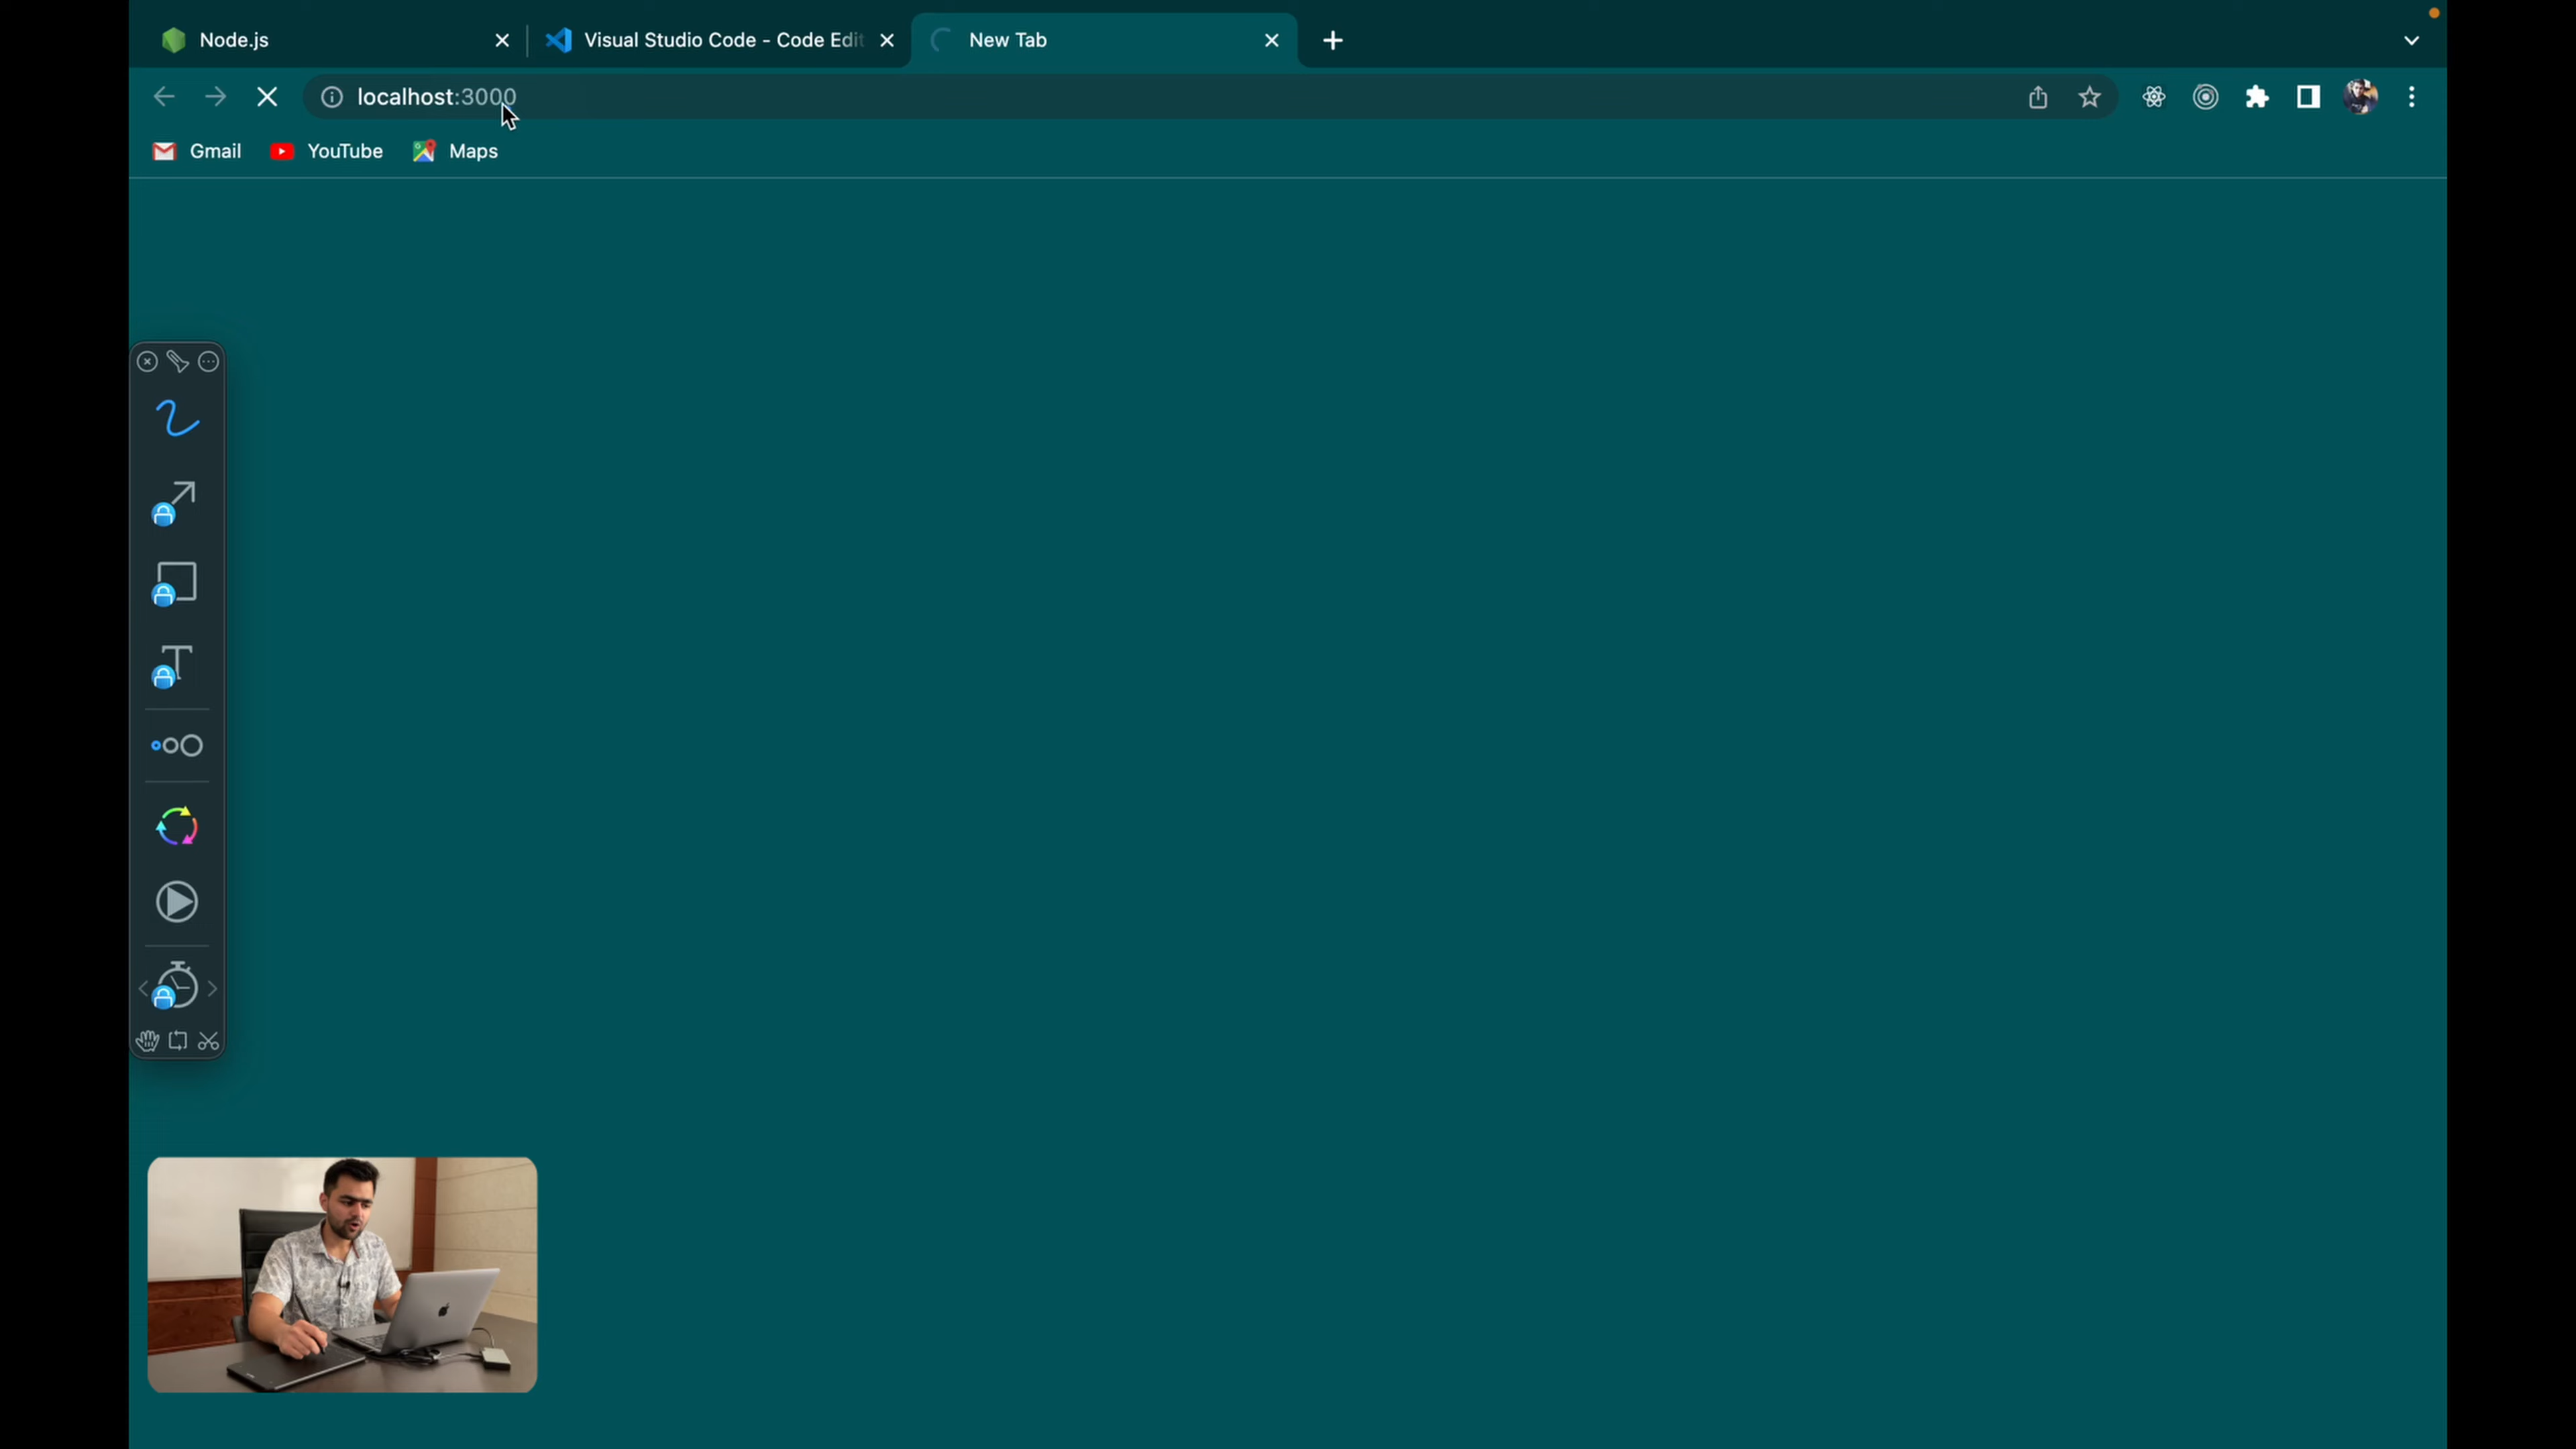 Node.js
Visual Studio Code - Code Edit
New Tab
localhost:3000
Gmail
YouTube
Maps
T